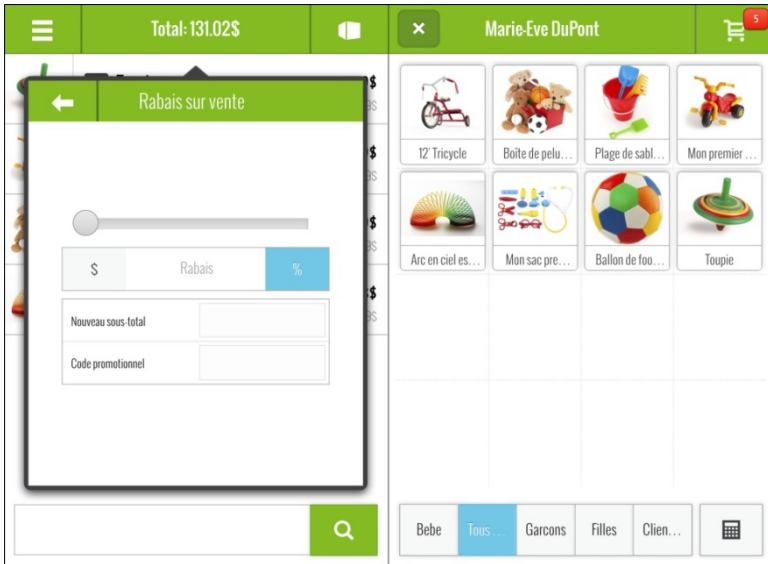 Total: 131.02$
Rabais sur vente
$ Rabais %
Nouveau sous-total
Code promotionnel
Marie-Eve DuPont
5
12' Tricycle
Boîte de pelu...
Plage de sabl...
Mon premier ...
Arc en ciel es...
Mon sac pre...
Ballon de foo...
Toupie
Bebe
Tous ...
Garcons
Filles
Clien...